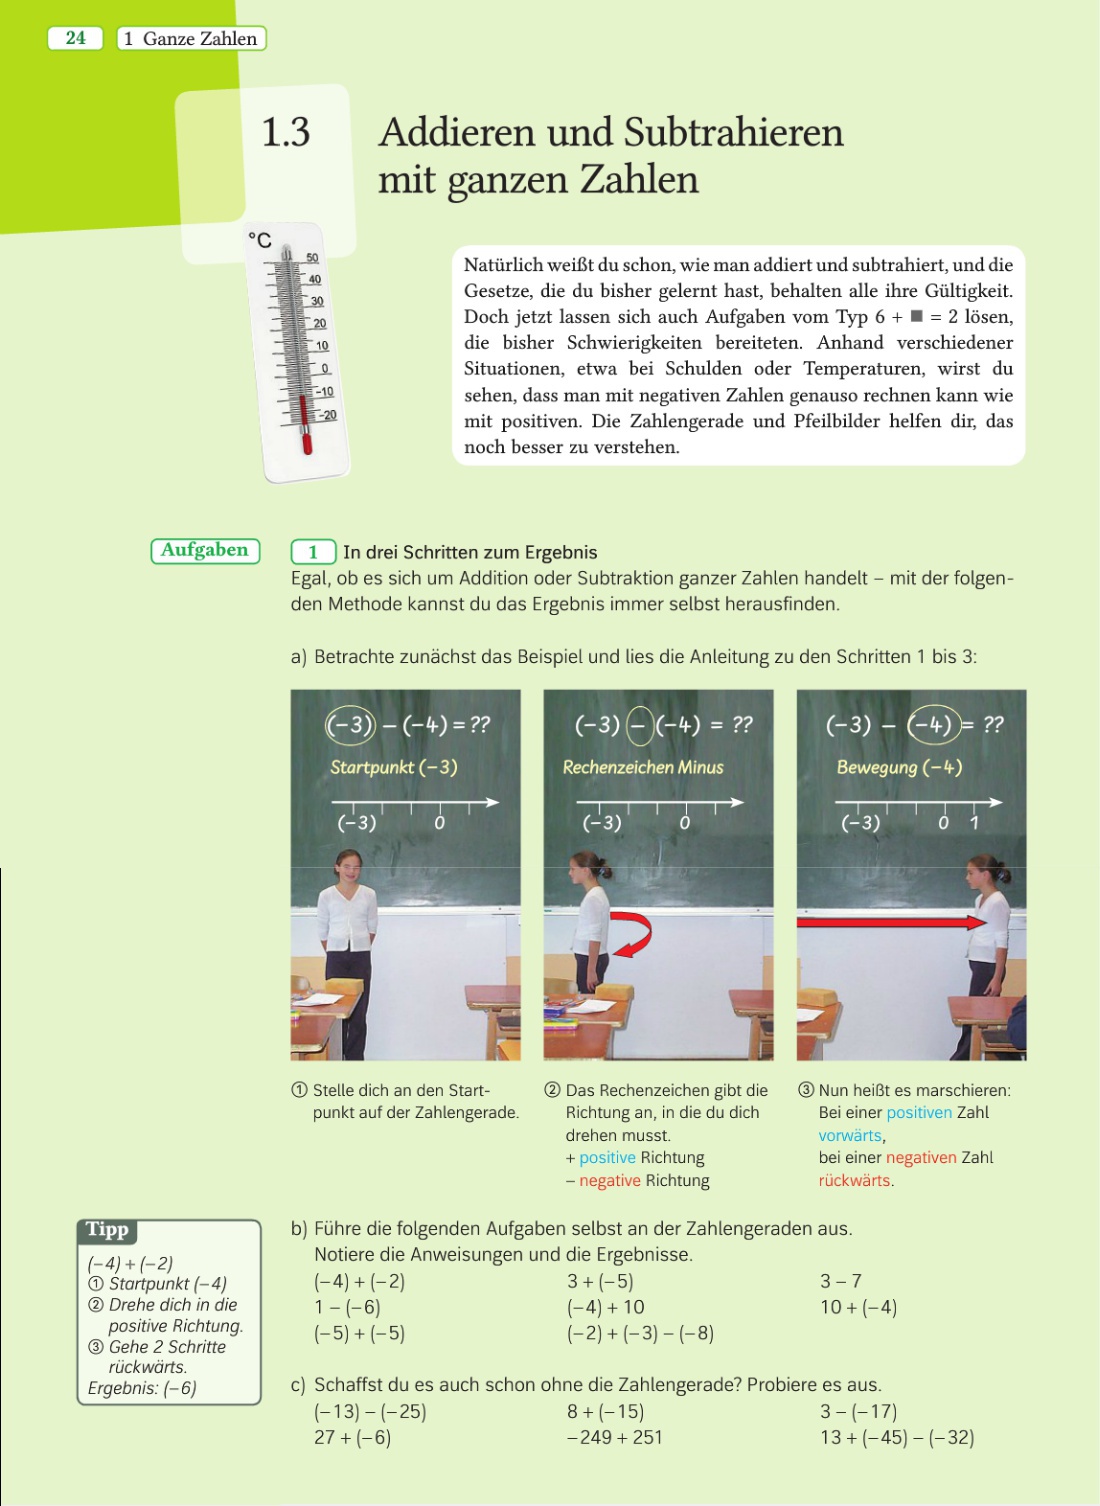 24
1 Ganze Zahlen
1.3
Addieren und Subtrahieren
mit ganzen Zahlen
°C
50
40
30
20
10
0
-10
-20
Natürlich weißt du schon, wie man addiert und subtrahiert, und die
Gesetze, die du bisher gelernt hast, behalten alle ihre Gültigkeit.
Doch jetzt lassen sich auch Aufgaben vom Typ 6 + ■ = 2 lösen,
die bisher Schwierigkeiten bereiteten. Anhand verschiedener
Situationen, etwa bei Schulden oder Temperaturen, wirst du
sehen, dass man mit negativen Zahlen genauso rechnen kann wie
mit positiven. Die Zahlengerade und Pfeilbilder helfen dir, das
noch besser zu verstehen.
Aufgaben
1 In drei Schritten zum Ergebnis
Egal, ob es sich um Addition oder Subtraktion ganzer Zahlen handelt – mit der folgen-
den Methode kannst du das Ergebnis immer selbst herausfinden.
a) Betrachte zunächst das Beispiel und lies die Anleitung zu den Schritten 1 bis 3:
(−3) − (−4) = ??
Startpunkt (−3)
(−3) 0
(−3) − (−4) = ??
Rechenzeichen Minus
(−3) 0
(−3) − (−4) = ??
Bewegung (−4)
(−3) 0 1
① Stelle dich an den Start-
punkt auf der Zahlengerade.
② Das Rechenzeichen gibt die
Richtung an, in die du dich
drehen musst.
+ positive Richtung
– negative Richtung
③ Nun heißt es marschieren:
Bei einer positiven Zahl
vorwärts,
bei einer negativen Zahl
rückwärts.
Tipp
(−4) + (−2)
① Startpunkt (−4)
② Drehe dich in die
positive Richtung.
③ Gehe 2 Schritte
rückwärts.
Ergebnis: (−6)
b) Führe die folgenden Aufgaben selbst an der Zahlengeraden aus.
Notiere die Anweisungen und die Ergebnisse.
(−4) + (−2) 3 + (−5) 3 − 7
1 − (−6) (−4) + 10 10 + (−4)
(−5) + (−5) (−2) + (−3) − (−8)
c) Schaffst du es auch schon ohne die Zahlengerade? Probiere es aus.
(−13) − (−25) 8 + (−15) 3 − (−17)
27 + (−6) −249 + 251 13 + (−45) − (−32)